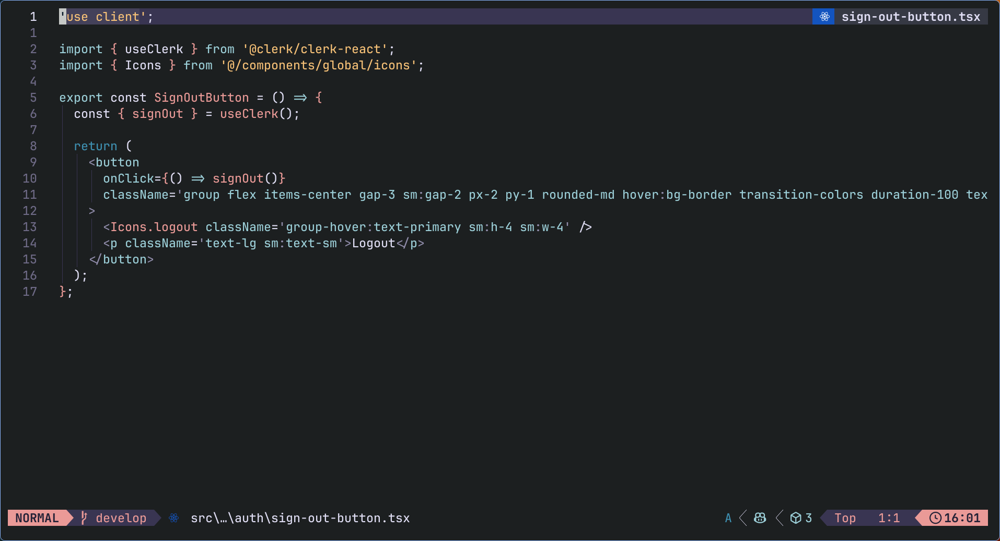 1 'use client'; sign-out-button.tsx
1
2 import { useClerk } from '@clerk/clerk-react';
3 import { Icons } from '@/components/global/icons';
4
5 export const SignOutButton = () => {
6   const { signOut } = useClerk();
7
8   return (
9     <button
10       onClick={() => signOut()}
11       className='group flex items-center gap-3 sm:gap-2 px-2 py-1 rounded-md hover:bg-border transition-colors duration-100 tex
12     >
13       <Icons.logout className='group-hover:text-primary sm:h-4 sm:w-4' />
14       <p className='text-lg sm:text-sm'>Logout</p>
15     </button>
16   );
17 };
NORMAL develop src\…\auth\sign-out-button.tsx A 3 Top 1:1 16:01